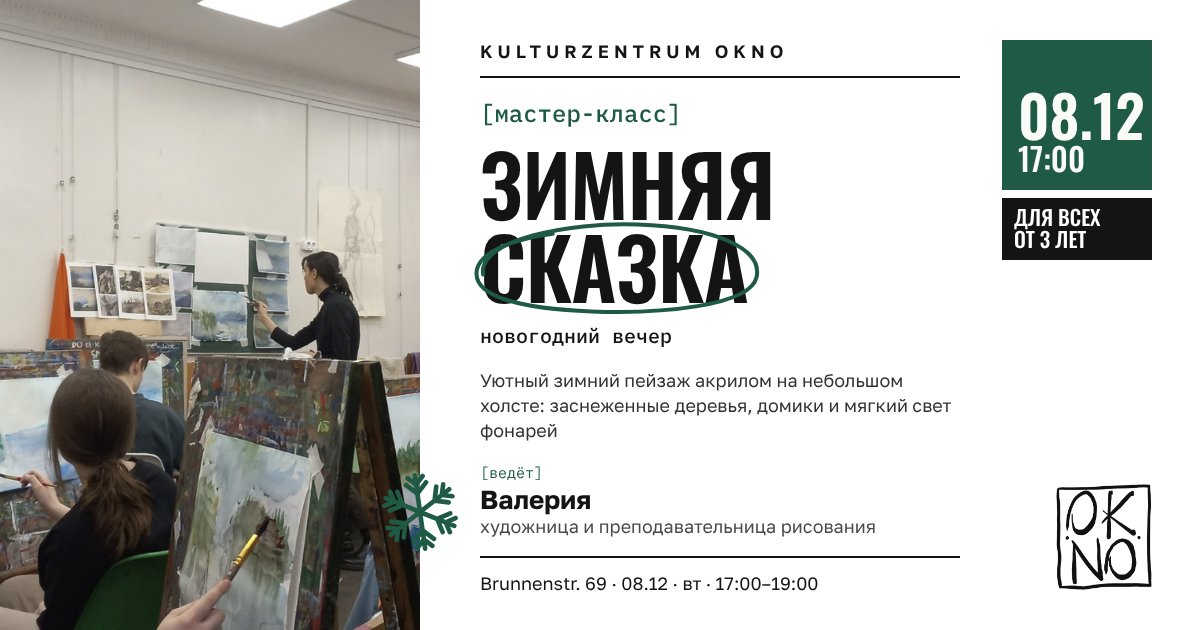 KULTURZENTRUM OKNO
[мастер-класс]
ЗИМНЯЯ
СКАЗКА
новогодний вечер
Уютный зимний пейзаж акрилом на небольшом
холсте: заснеженные деревья, домики и мягкий свет
фонарей
[ведёт]
Валерия
художница и преподавательница рисования
Brunnenstr. 69 · 08.12 · вт · 17:00–19:00
08.12
17:00
ДЛЯ ВСЕХ
ОТ 3 ЛЕТ
OK
NO